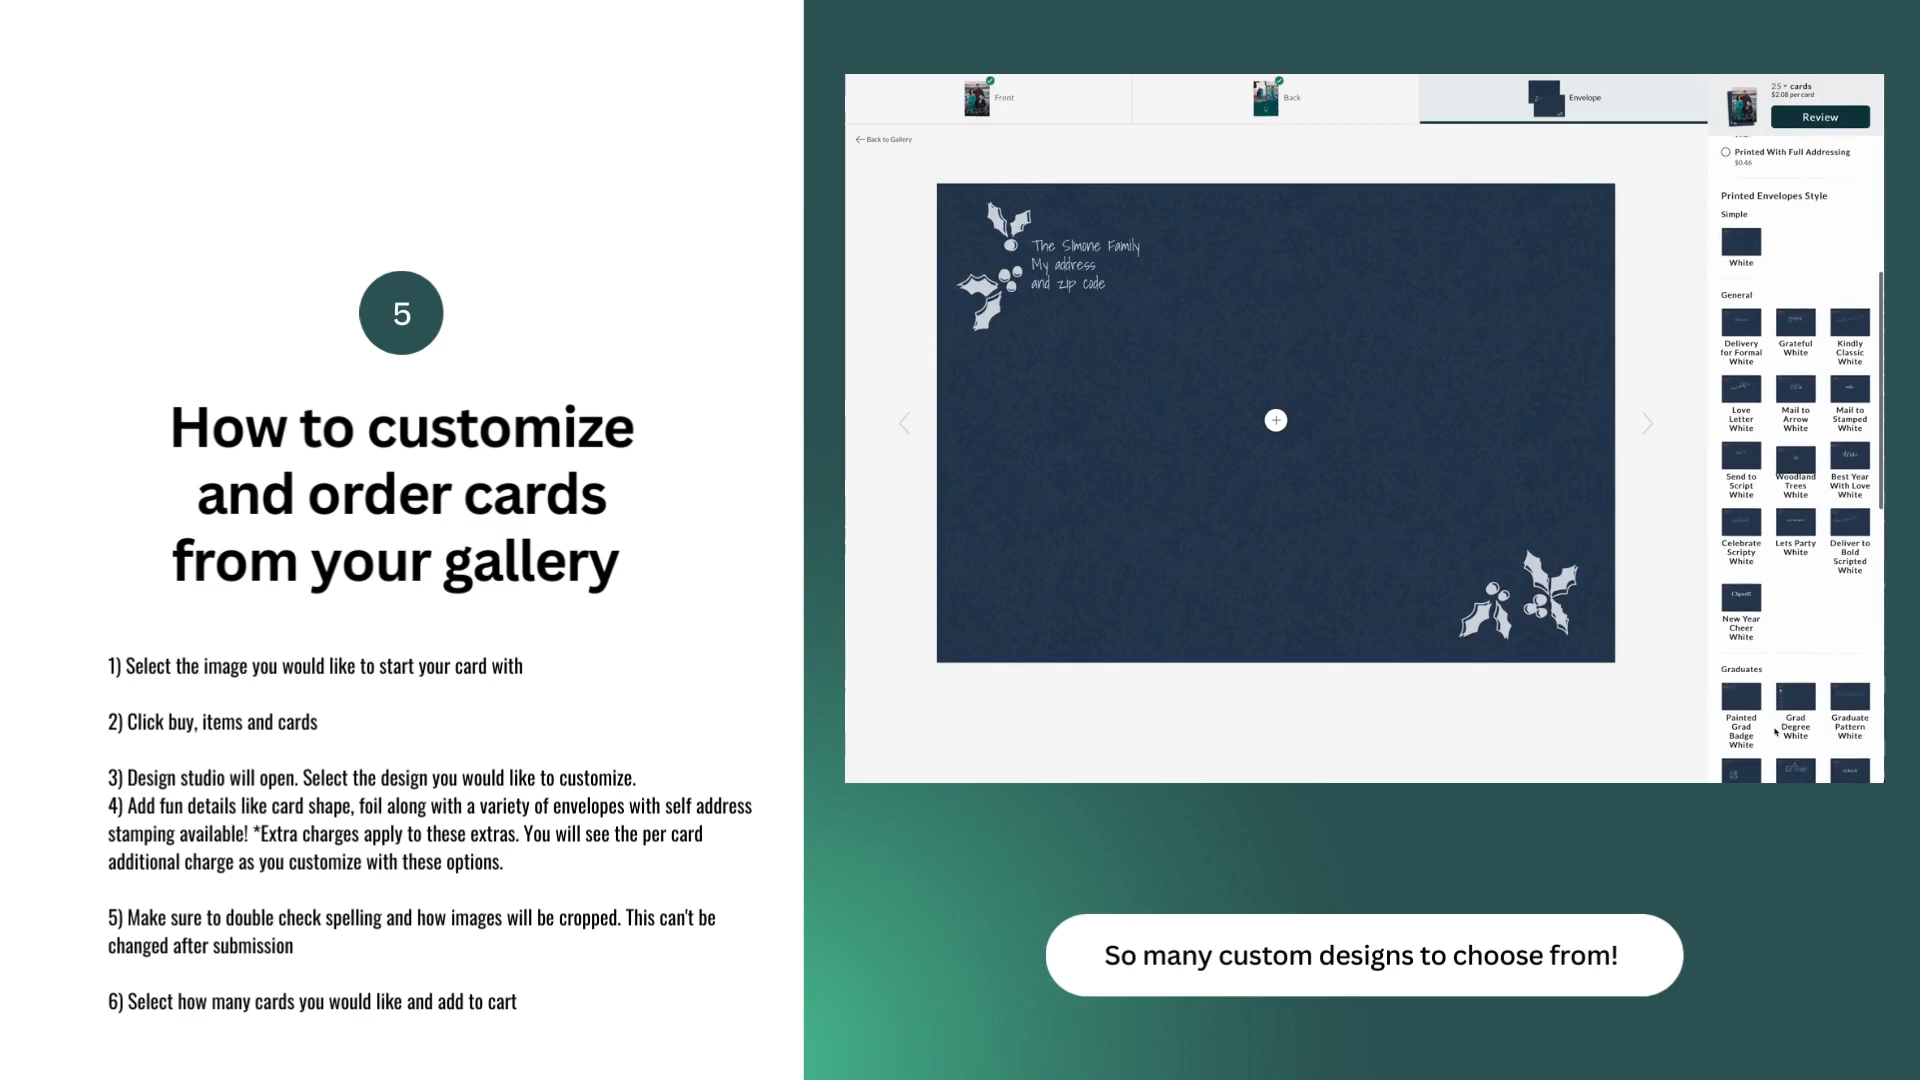 5
How to customize
and order cards
from your gallery
1) Select the image you would like to start your card with
2) Click buy, items and cards
3) Design studio will open. Select the design you would like to customize.
4) Add fun details like card shape, foil along with a variety of envelopes with self address
stamping available! *Extra charges apply to these extras. You will see the per card
additional charge as you customize with these options.
5) Make sure to double check spelling and how images will be cropped. This can't be
changed after submission
6) Select how many cards you would like and add to cart
Front
Back
Envelope
25 cards
$2.08 per card
Review
Back to Gallery
The SImone Family
My address
and zip code
Printed With Full Addressing
$0.46
Printed Envelopes Style
Simple
White
General
Delivery
for Formal
White
Grateful
White
Kindly
Classic
White
Love
Letter
White
Mail to
Arrow
White
Mail to
Stamped
White
Send to
Script
White
Woodland
Trees
White
Best Year
With Love
White
Celebrate
Scripty
White
Lets Party
White
Deliver to
Bold
Scripted
White
Cheers!
New Year
Cheer
White
Graduates
Painted
Grad
Badge
White
Grad
Degree
White
Graduate
Pattern
White
So many custom designs to choose from!